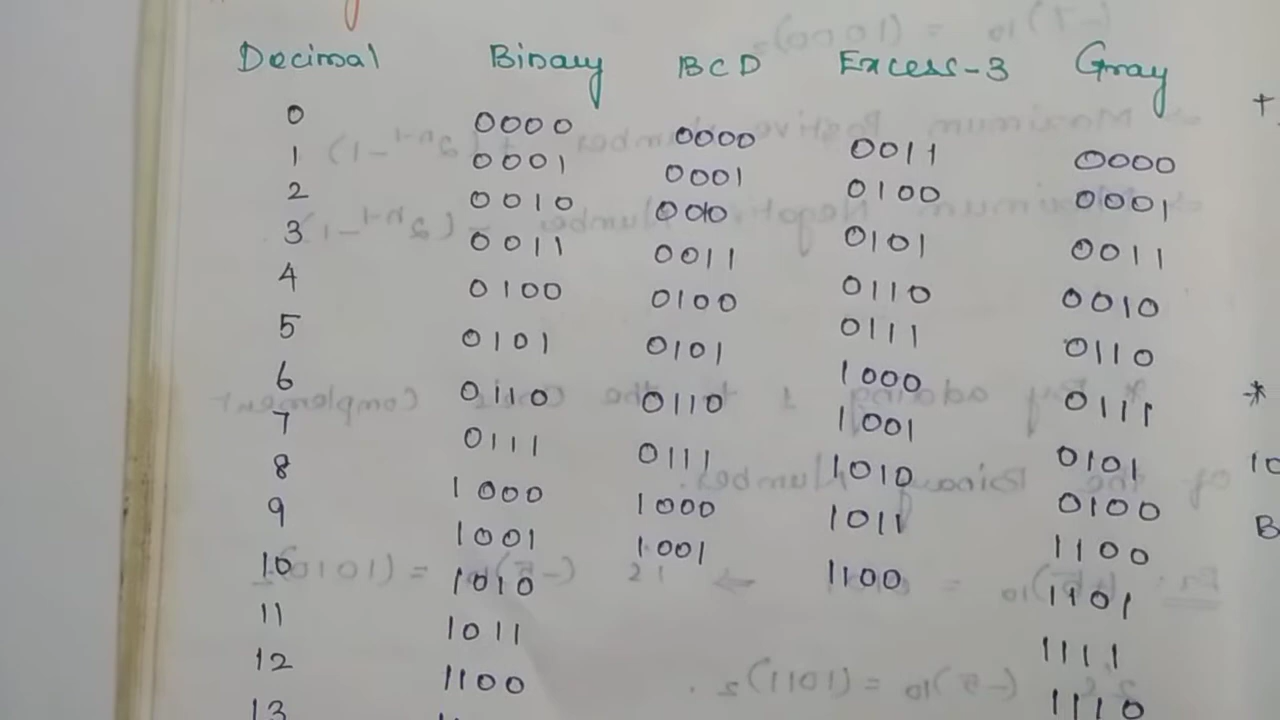 Decimal Binary BCD Excess-3 Gray
0 0000 0000 0011 0000
1 0001 0001 0100 0001
2 0010 0010 0101 0011
3 0011 0011 0110 0010
4 0100 0100 0111 0110
5 0101 0101 1000 0111
6 0110 0110 1001 0101
7 0111 0111 1010 0100
8 1000 1000 1011 1100
9 1001 1001 1100 1101
10 1010 1111
11 1011 1110
12 1100
13
+
*
10
B